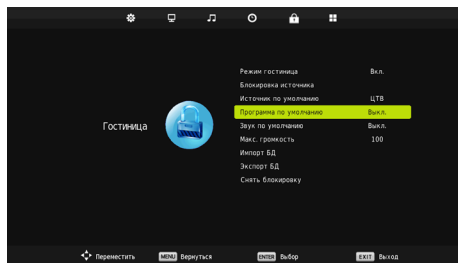 Режим гостиница Вкл.
Блокировка источника
Источник по умолчанию ЦТВ
Программа по умолчанию Выкл.
Звук по умолчанию Выкл.
Макс. громкость 100
Импорт БД
Экспорт БД
Снять блокировку
Гостиница
Переместить MENU Вернуться ENTER Выбор EXIT Выход